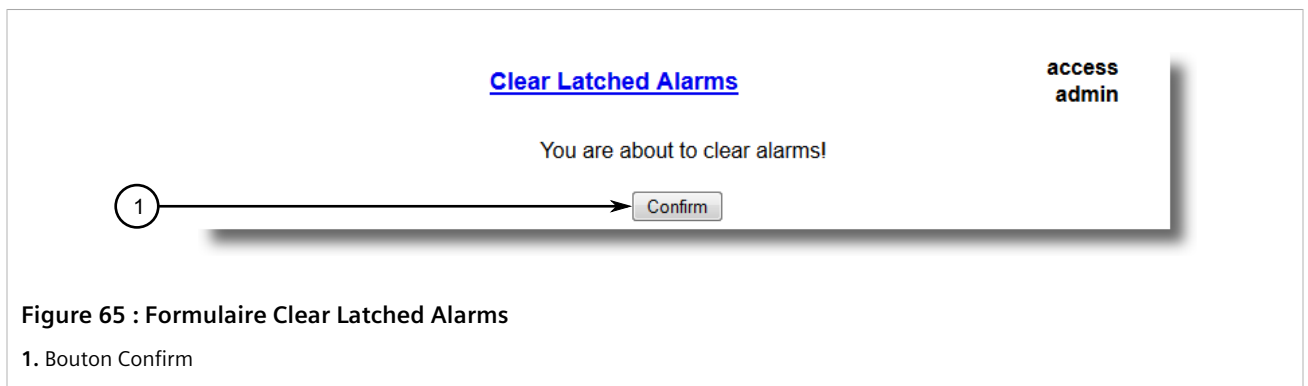 Clear Latched Alarms
access
admin
You are about to clear alarms!
1
Confirm
Figure 65 : Formulaire Clear Latched Alarms
1. Bouton Confirm